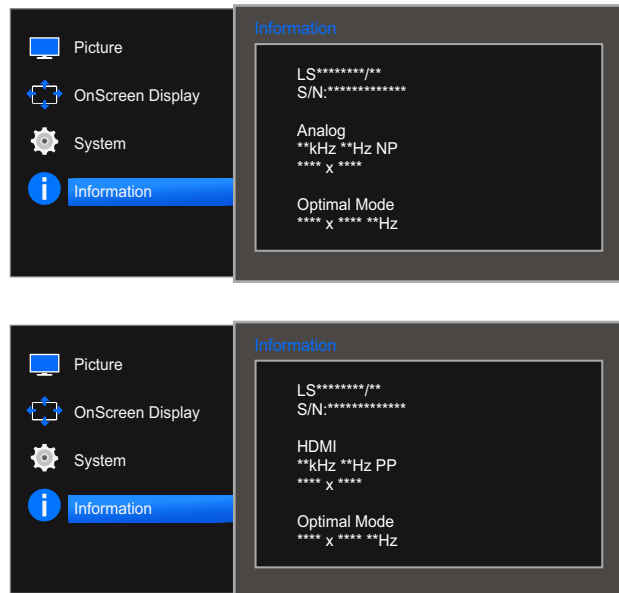 Picture
OnScreen Display
System
Information
Information
LS********/**
S/N:*************
Analog
**kHz **Hz NP
**** x ****
Optimal Mode
**** x **** **Hz
Picture
OnScreen Display
System
Information
Information
LS********/**
S/N:*************
HDMI
**kHz **Hz PP
**** x ****
Optimal Mode
**** x **** **Hz